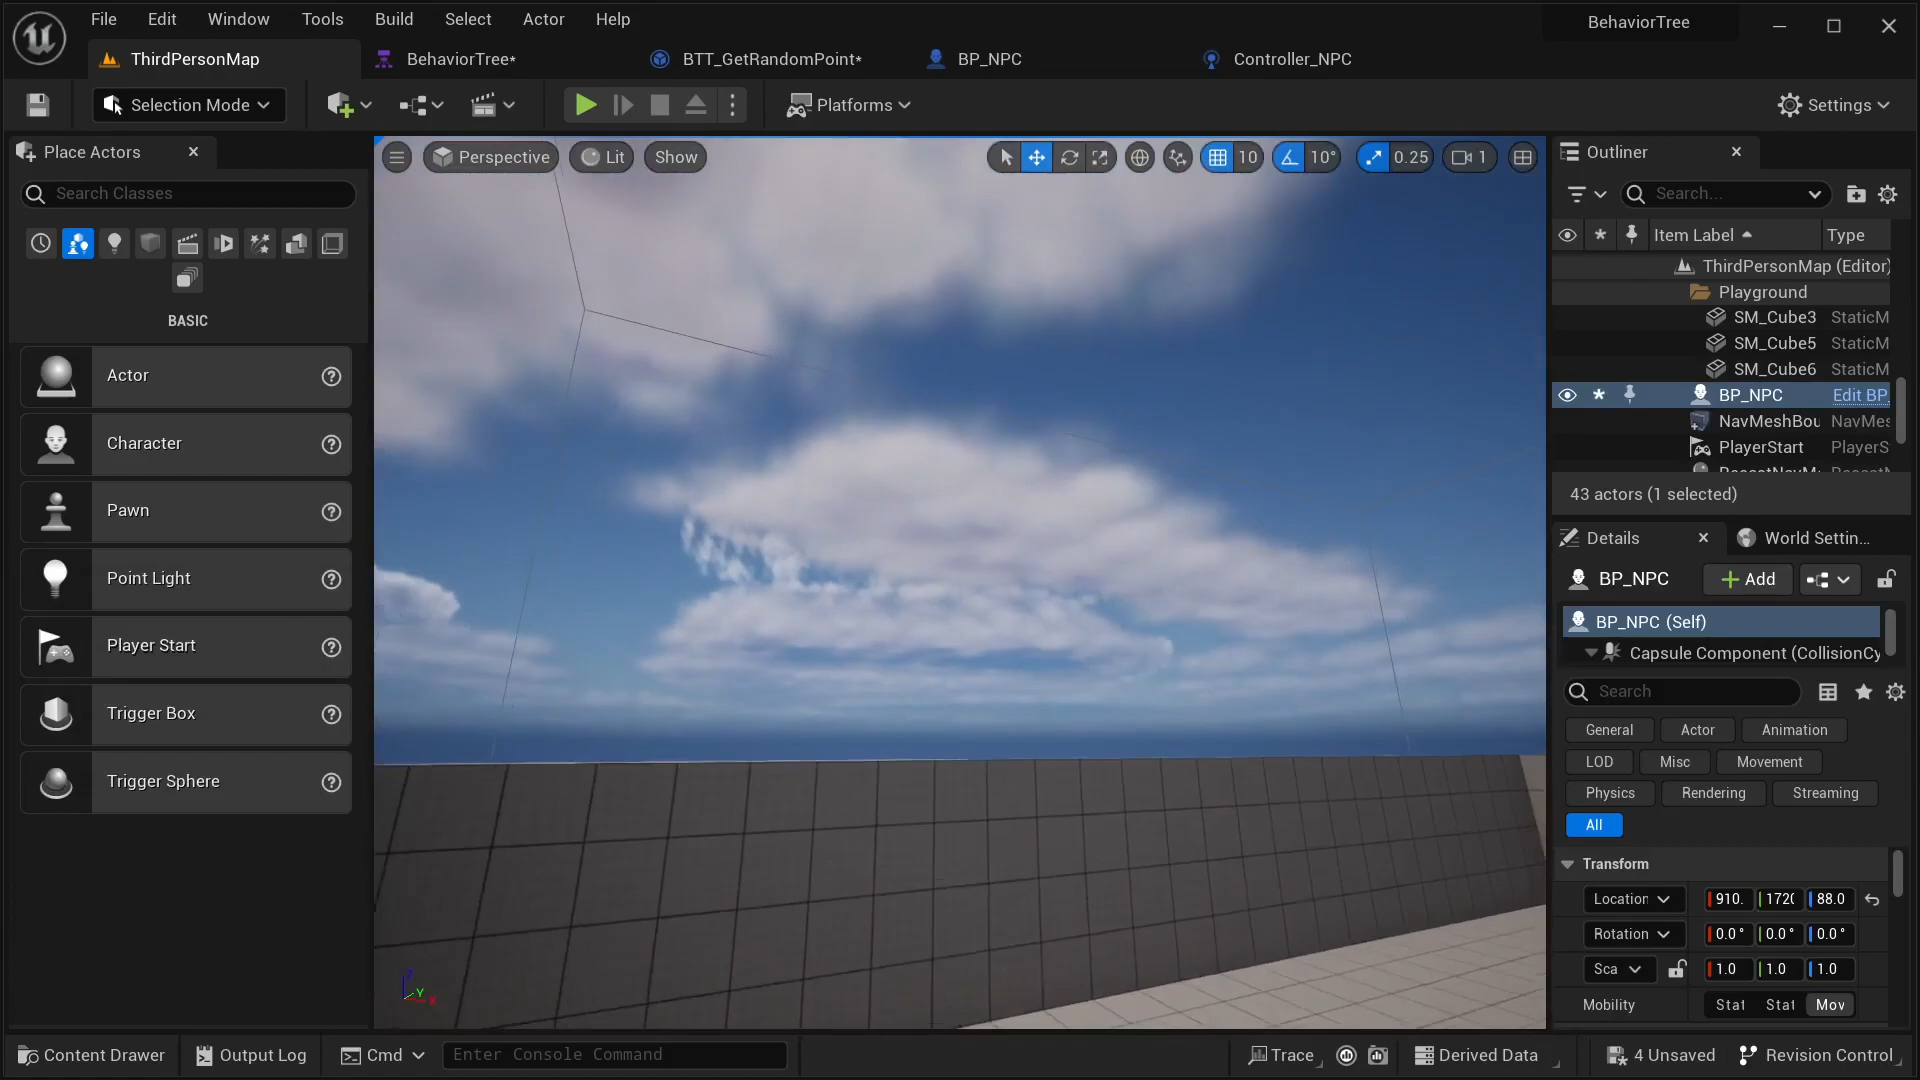 File Edit Window Tools Build Select Actor Help
BehaviorTree
ThirdPersonMap
BehaviorTree*
BTT_GetRandomPoint*
BP_NPC
Controller_NPC
Selection Mode
Platforms
Settings
Place Actors
Search Classes
BASIC
Actor
Character
Pawn
Point Light
Player Start
Trigger Box
Trigger Sphere
Perspective
Lit
Show
10
10°
0.25
1
Z
Y
X
Outliner
Search...
Item Label
Type
ThirdPersonMap (Editor)
Playground
SM_Cube3 StaticM
SM_Cube5 StaticM
SM_Cube6 StaticM
BP_NPC Edit BP
NavMeshBou NavMes
PlayerStart PlayerS
43 actors (1 selected)
Details
World Settin...
BP_NPC
Add
BP_NPC (Self)
Capsule Component (CollisionCy
Search
General Actor Animation
LOD Misc Movement
Physics Rendering Streaming
All
Transform
Location 910. 1720 88.0
Rotation 0.0° 0.0° 0.0°
Sca 1.0 1.0 1.0
Mobility Stat Stat Mov
Content Drawer
Output Log
Cmd
Enter Console Command
Trace
Derived Data
4 Unsaved
Revision Control